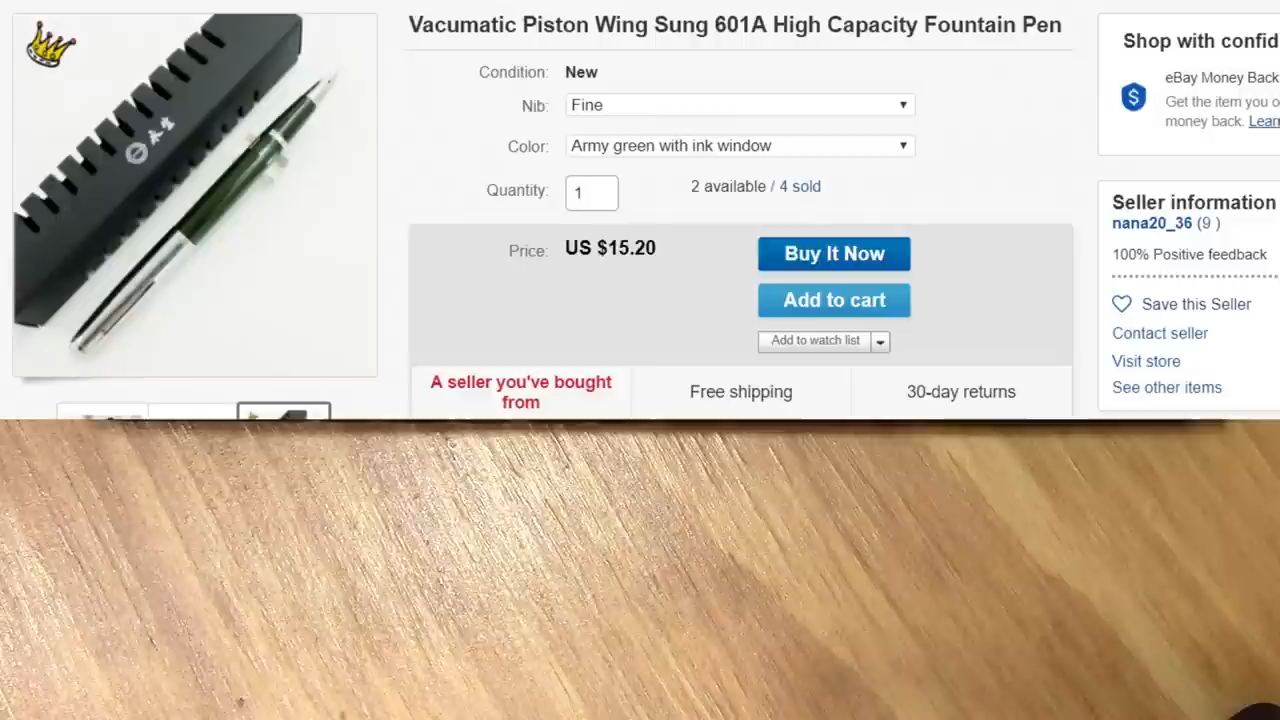 Vacumatic Piston Wing Sung 601A High Capacity Fountain Pen
Condition: New
Nib: Fine
Color: Army green with ink window
Quantity: 1 2 available / 4 sold
Price: US $15.20
Buy It Now
Add to cart
Add to watch list
A seller you've bought from
Free shipping
30-day returns
Shop with confid
eBay Money Back
Get the item you o
money back. Learn
Seller information
nana20_36 (9 )
100% Positive feedback
Save this Seller
Contact seller
Visit store
See other items